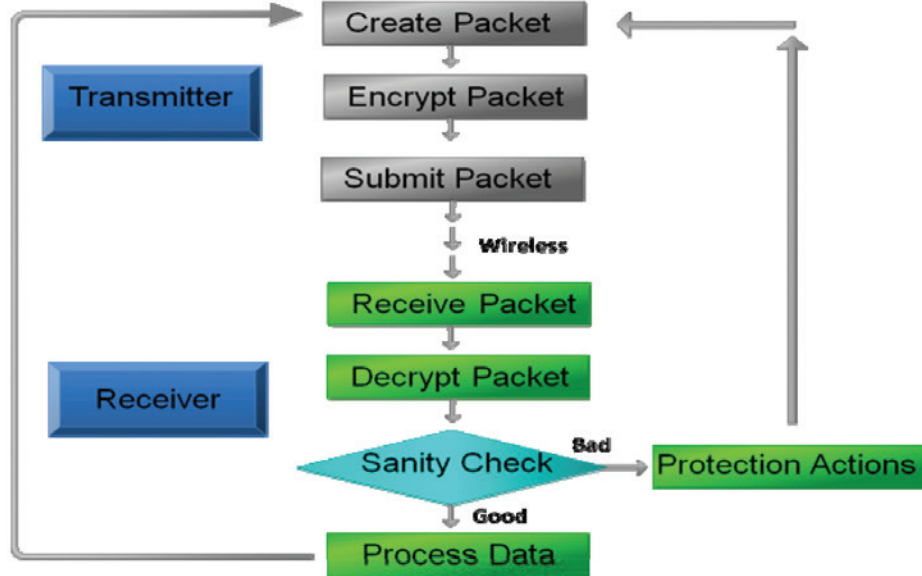 Create Packet
Transmitter
Encrypt Packet
Submit Packet
Wireless
Receive Packet
Decrypt Packet
Receiver
Sanity Check
Bad
Protection Actions
Good
Process Data